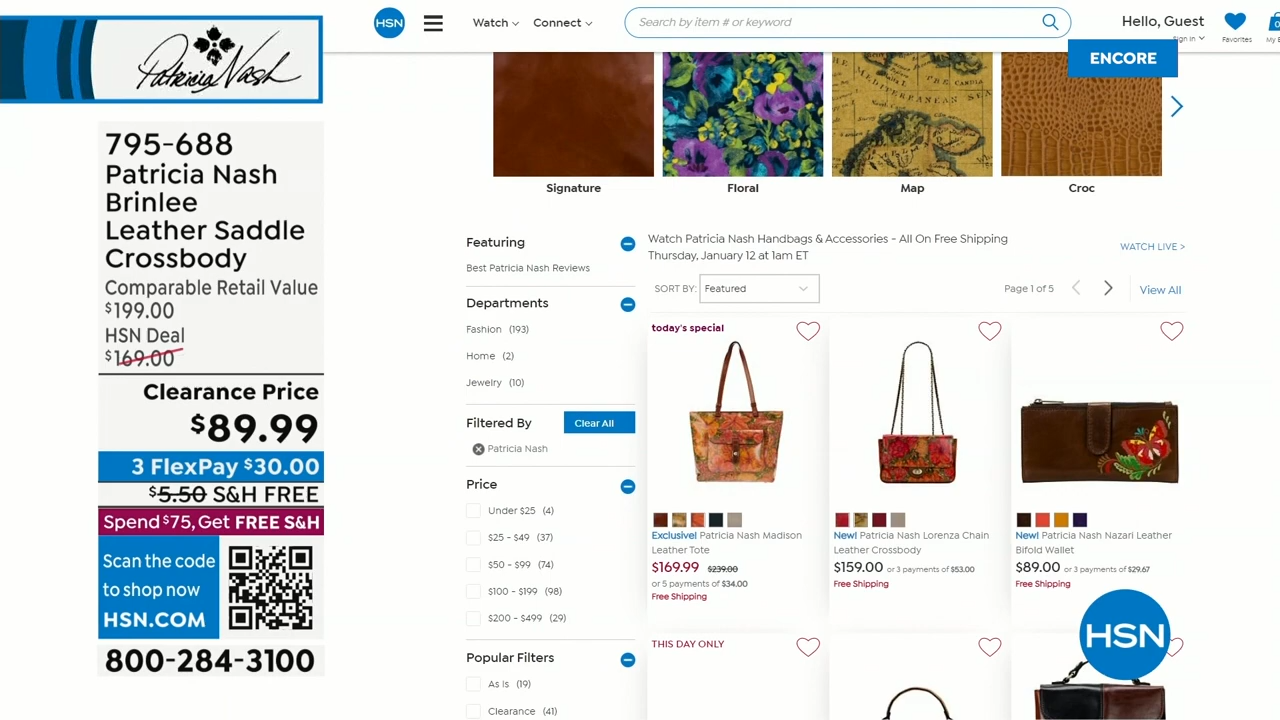 Patricia Nash
795-688
Patricia Nash
Brinlee
Leather Saddle
Crossbody
Comparable Retail Value
$199.00
HSN Deal
$169.00
Clearance Price
$89.99
3 FlexPay $30.00
$5.50 S&H FREE
Spend $75, Get FREE S&H
Scan the code
to shop now
HSN.COM
800-284-3100
HSN
Watch
Connect
Search by item # or keyword
Hello, Guest
Sign In
Favorites
0
ENCORE
THE CANDIA
MEDITERRANEAN SEA
Signature
Floral
Map
Croc
Featuring
Best Patricia Nash Reviews
Departments
Fashion (193)
Home (2)
Jewelry (10)
Filtered By
Clear All
Patricia Nash
Price
Under $25 (4)
$25 - $49 (37)
$50 - $99 (74)
$100 - $199 (98)
$200 - $499 (29)
Popular Filters
As Is (19)
Clearance (41)
Watch Patricia Nash Handbags & Accessories - All On Free Shipping
Thursday, January 12 at 1am ET
WATCH LIVE >
SORT BY: Featured
Page 1 of 5
View All
today's special
Exclusive! Patricia Nash Madison
Leather Tote
$169.99 $239.00
or 5 payments of $34.00
Free Shipping
New! Patricia Nash Lorenza Chain
Leather Crossbody
$159.00 or 3 payments of $53.00
Free Shipping
New! Patricia Nash Nazari Leather
Bifold Wallet
$89.00 or 3 payments of $29.67
Free Shipping
THIS DAY ONLY
HSN